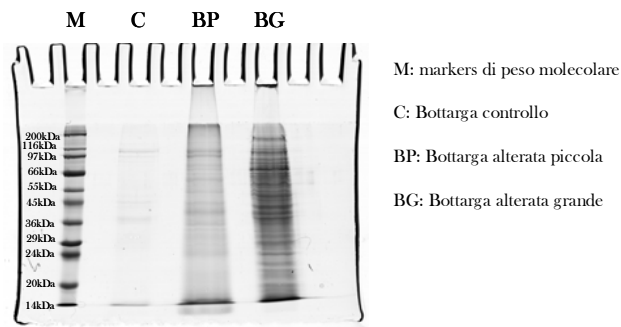 M C BP BG
M: markers di peso molecolare
C: Bottarga controllo
BP: Bottarga alterata piccola
BG: Bottarga alterata grande
200kDa
116kDa
97kDa
66kDa
55kDa
45kDa
36kDa
29kDa
24kDa
20kDa
14kDa